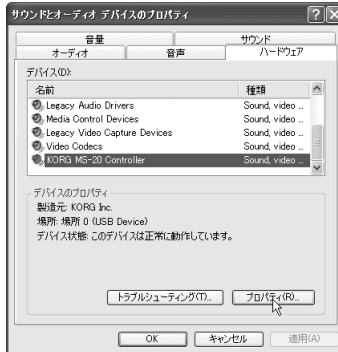 サウンドとオーディオ デバイスのプロパティ
音量 サウンド
オーディオ 音声 ハードウェア
デバイス(D):
名前 種類
Legacy Audio Drivers Sound, video ..
Media Control Devices Sound, video ..
Legacy Video Capture Devices Sound, video ..
Video Codecs Sound, video ..
KORG MS-20 Controller Sound, video ..
デバイスのプロパティ
製造元: KORG Inc.
場所: 場所 0 (USB Device)
デバイス状態: このデバイスは正常に動作しています。
トラブルシューティング(T)... プロパティ(R)...
OK キャンセル 適用(A)